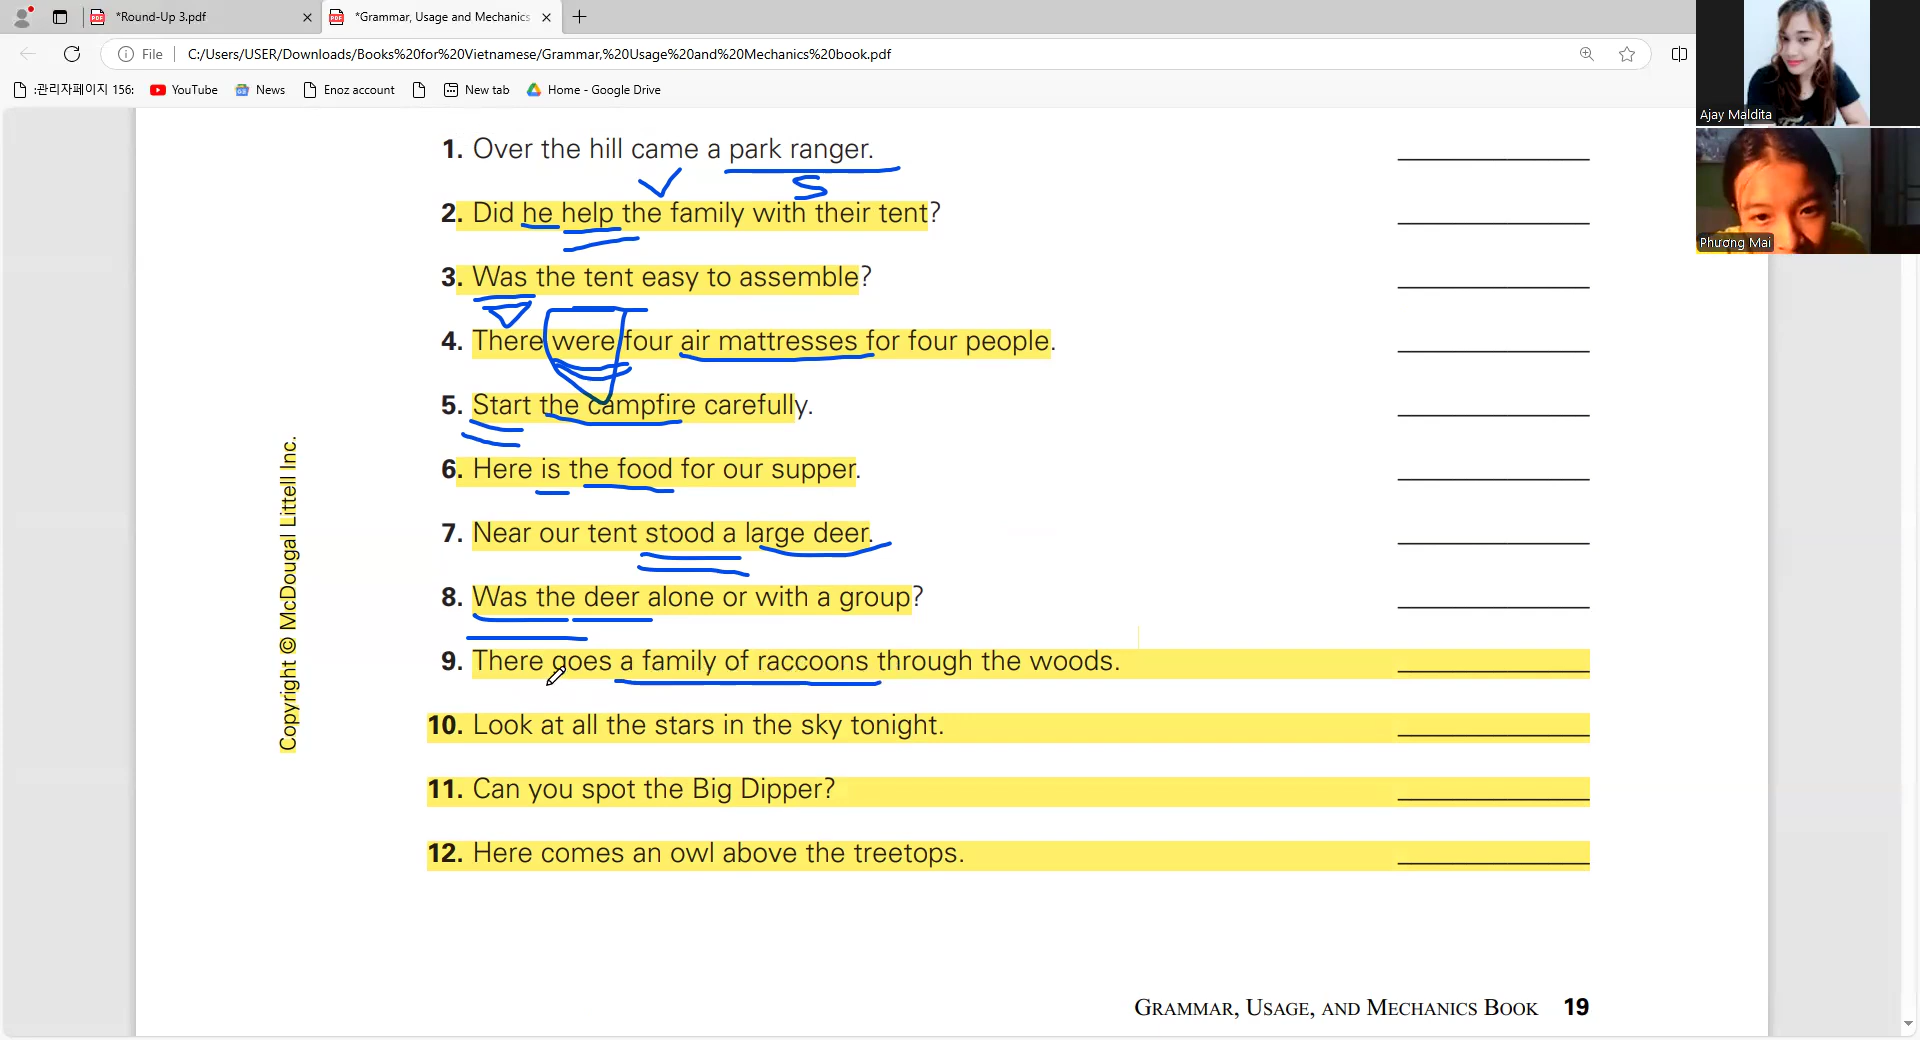 *Round-Up 3.pdf
*Grammar, Usage and Mechanics
File
C:/Users/USER/Downloads/Books%20for%20Vietnamese/Grammar,%20Usage%20and%20Mechanics%20book.pdf
:관리자페이지 156:
YouTube
News
Enoz account
New tab
Home - Google Drive
Ajay Maldita
Phương Mai
1. Over the hill came a park ranger.
V
S
2. Did he help the family with their tent?
3. Was the tent easy to assemble?
4. There were four air mattresses for four people.
5. Start the campfire carefully.
6. Here is the food for our supper.
7. Near our tent stood a large deer.
8. Was the deer alone or with a group?
9. There goes a family of raccoons through the woods.
10. Look at all the stars in the sky tonight.
11. Can you spot the Big Dipper?
12. Here comes an owl above the treetops.
Copyright © McDougal Littell Inc.
GRAMMAR, USAGE, AND MECHANICS BOOK 19